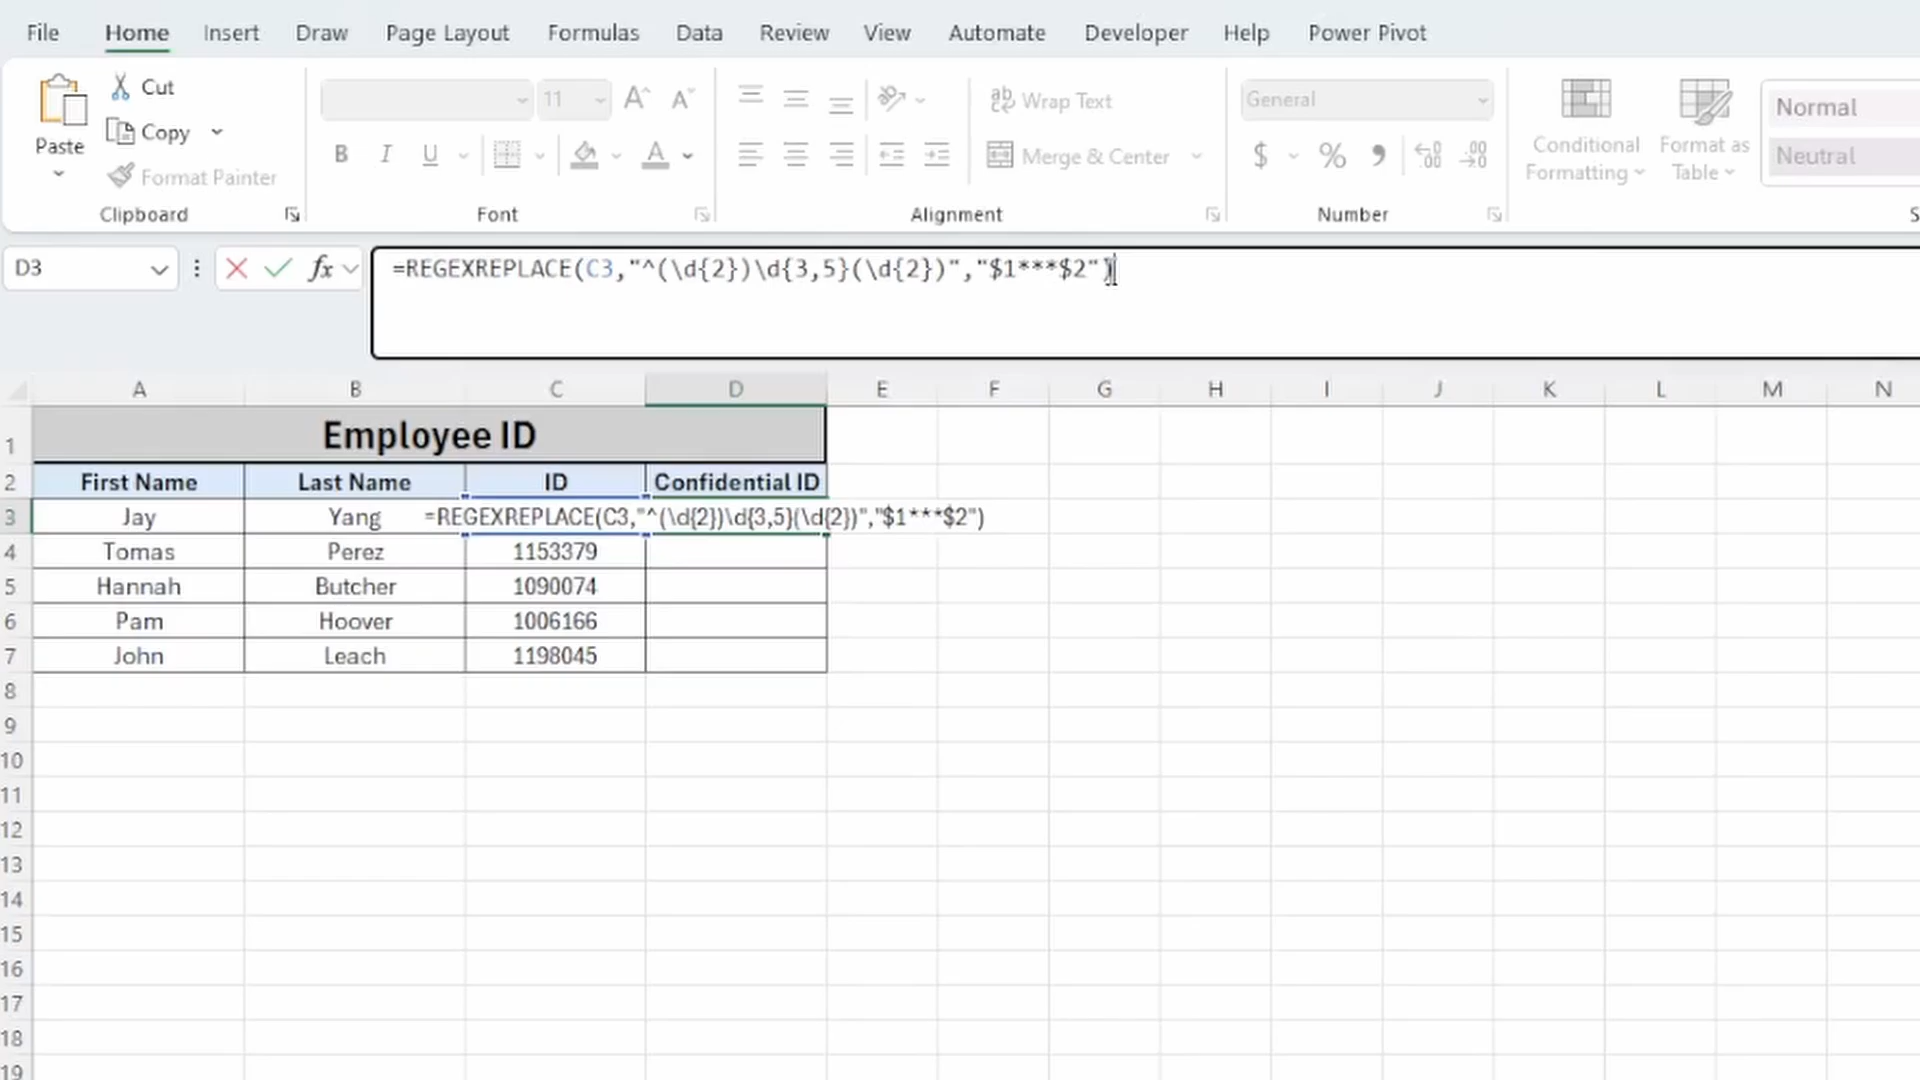 File Home Insert Draw Page Layout Formulas Data Review View Automate Developer Help Power Pivot
Paste Cut
Copy
Format Painter
Clipboard
11 A A
B I U A
Font
ab Wrap Text
Merge & Center
Alignment
General
$ % 9 .00 .00
Number
Conditional Formatting
Format as Table
Normal
Neutral
S
D3 fx =REGEXREPLACE(C3,"^(\d{2})\d{3,5}(\d{2})","$1***$2")
A B C D E F G H I J K L M N
1 Employee ID
2 First Name Last Name ID Confidential ID
3 Jay Yang =REGEXREPLACE(C3,"^(\d{2})\d{3,5}(\d{2})","$1***$2")
4 Tomas Perez 1153379
5 Hannah Butcher 1090074
6 Pam Hoover 1006166
7 John Leach 1198045
8
9
10
11
12
13
14
15
16
17
18
19